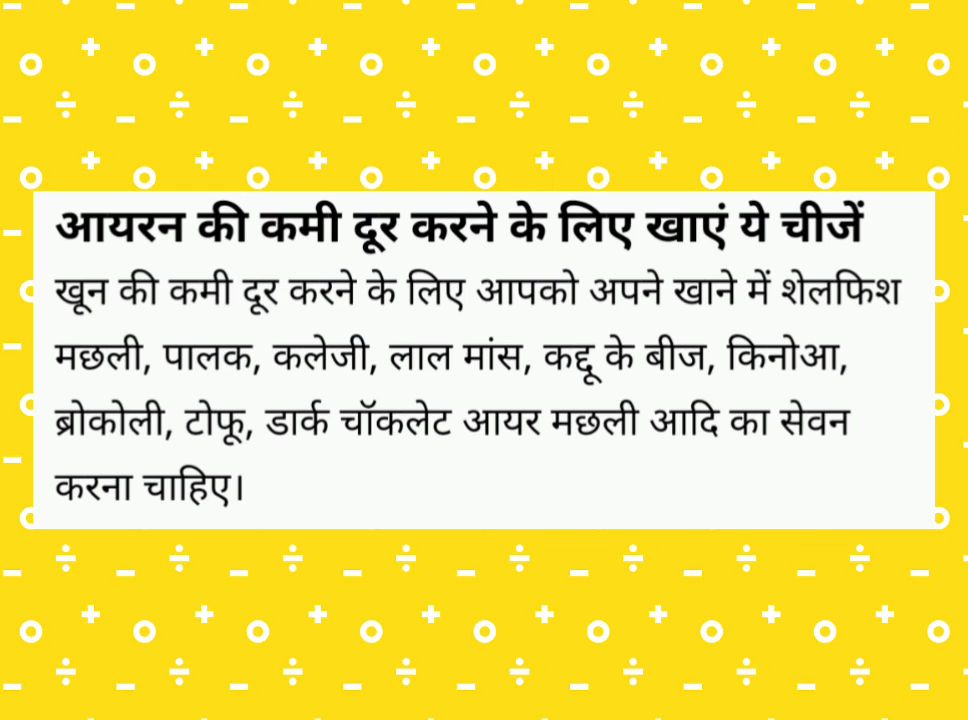 आयरन की कमी दूर करने के लिए खाएं ये चीजें
खून की कमी दूर करने के लिए आपको अपने खाने में शेलफिश
मछली, पालक, कलेजी, लाल मांस, कद्दू के बीज, किनोआ,
ब्रोकोली, टोफू, डार्क चॉकलेट आयर मछली आदि का सेवन
करना चाहिए।